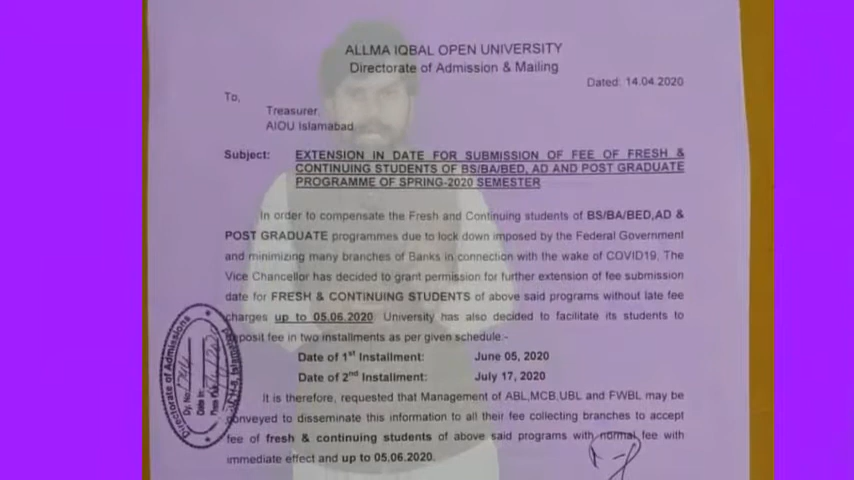 ALLMA IQBAL OPEN UNIVERSITY
Directorate of Admission & Mailing
Dated: 14.04.2020
To,
Treasurer,
AIOU Islamabad
Subject: EXTENSION IN DATE FOR SUBMISSION OF FEE OF FRESH &
CONTINUING STUDENTS OF BS/BA/BED, AD AND POST GRADUATE
PROGRAMME OF SPRING-2020 SEMESTER
In order to compensate the Fresh and Continuing students of BS/BA/BED,AD &
POST GRADUATE programmes due to lock down imposed by the Federal Government
and minimizing many branches of Banks in connection with the wake of COVID19. The
Vice Chancellor has decided to grant permission for further extension of fee submission
date for FRESH & CONTINUING STUDENTS of above said programs without late fee
charges up to 05.06.2020. University has also decided to facilitate its students to
deposit fee in two installments as per given schedule:-
Date of 1st Installment: June 05, 2020
Date of 2nd Installment: July 17, 2020
It is therefore, requested that Management of ABL,MCB,UBL and FWBL may be
conveyed to disseminate this information to all their fee collecting branches to accept
fee of fresh & continuing students of above said programs with normal fee with
immediate effect and up to 05.06.2020.
Directorate of Admissions
Dy. No:
Date In: